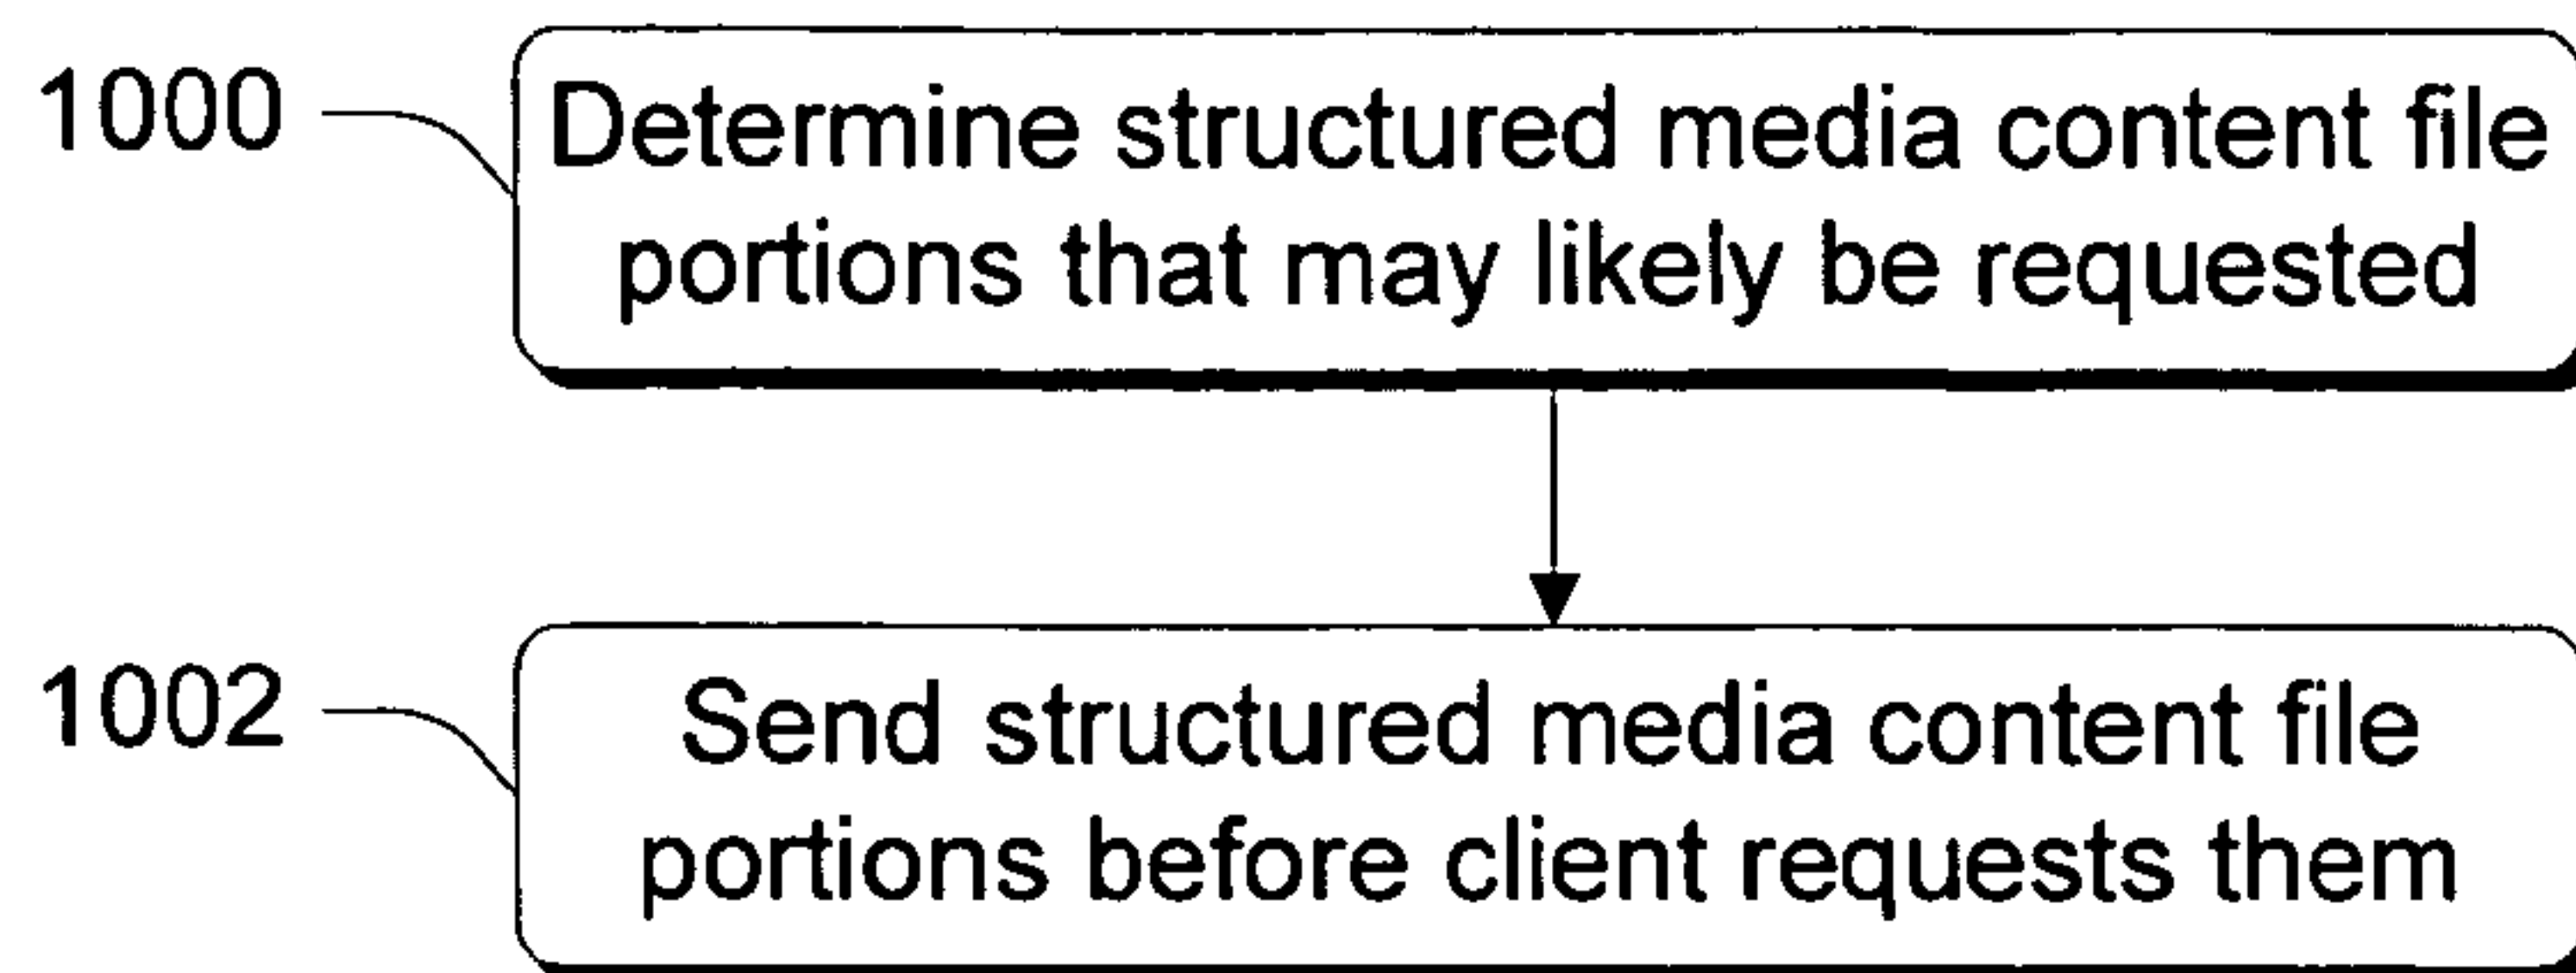 1000
Determine structured media content file
portions that may likely be requested
1002
Send structured media content file
portions before client requests them